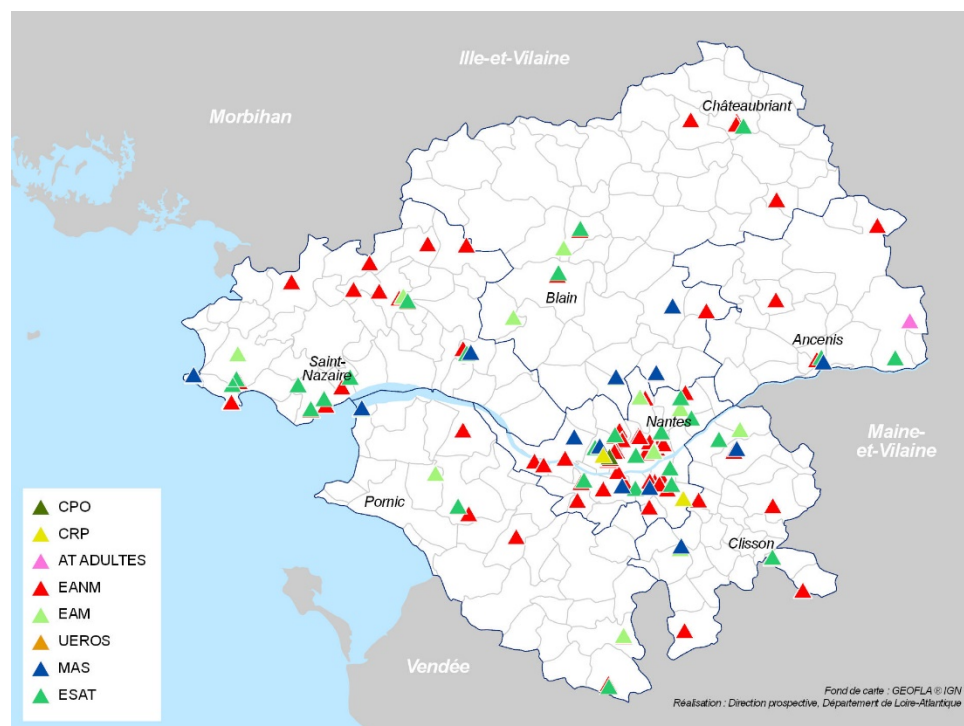 Ille-et-Vilaine
Morbihan
Châteaubriant
Blain
Ancenis
Saint-
Nazaire
Nantes
Maine-
et-Vilaine
Pornic
Clisson
Vendée
CPO
CRP
AT ADULTES
EANM
EAM
UEROS
MAS
ESAT
Fond de carte : GEOFLA ® IGN
Réalisation : Direction prospective, Département de Loire-Atlantique